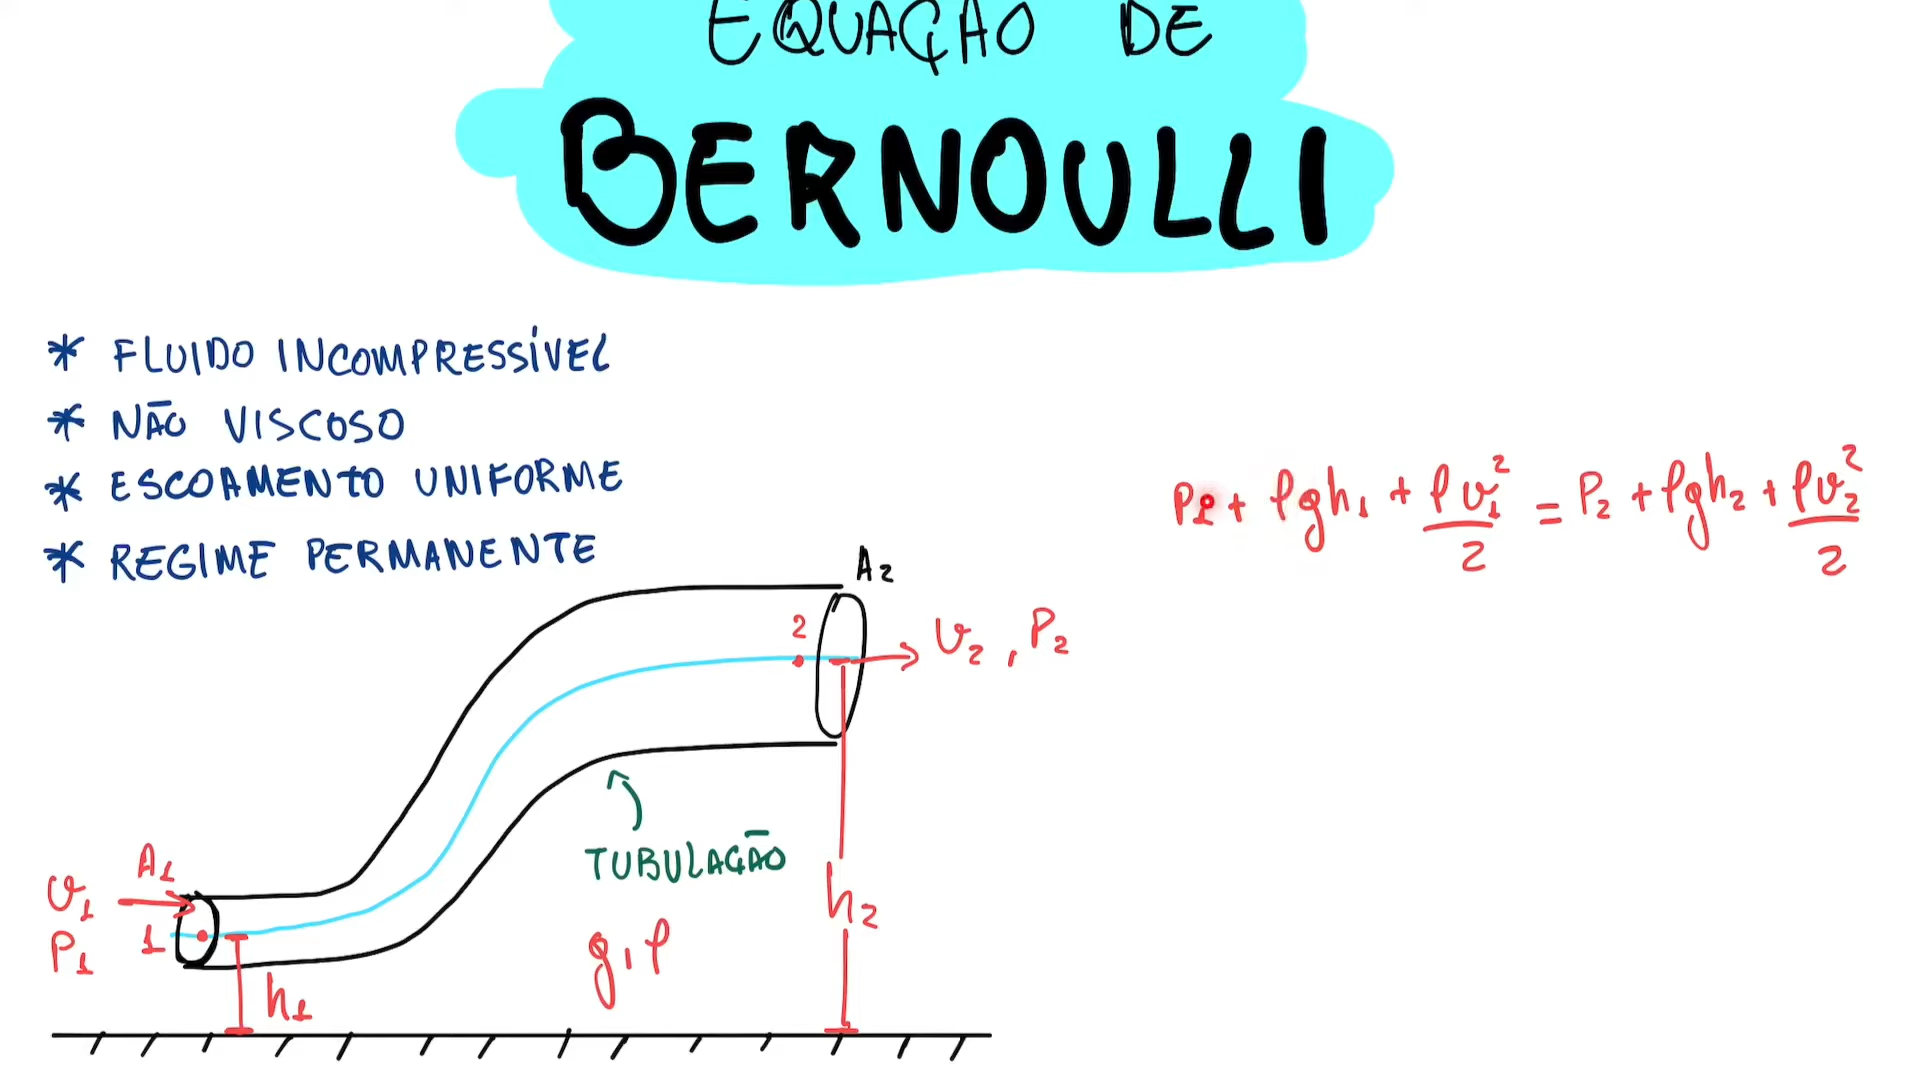 EQUAÇÃO DE
BERNOULLI
* FLUIDO INCOMPRESSÍVEL
* NÃO VISCOSO
* ESCOAMENTO UNIFORME
* REGIME PERMANENTE
P₁ + ρgh₁ + ρv₁²/2 = P₂ + ρgh₂ + ρv₂²/2
A₂
2
v₂, P₂
TUBULAÇÃO
A₁
v₁
h₂
1
P₁
g, ρ
h₁